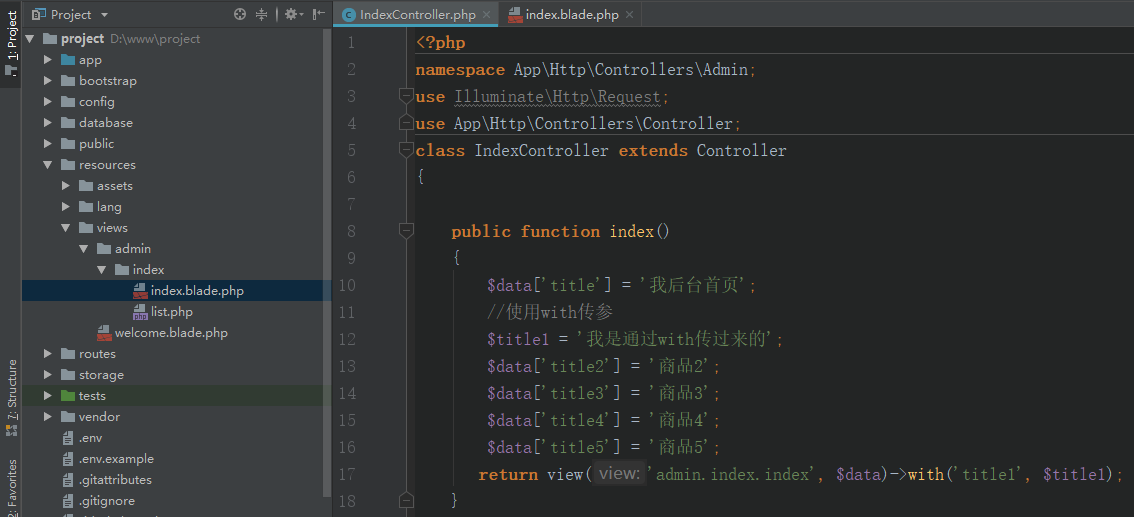 Project
IndexController.php
index.blade.php
1: Project
project D:\www\project
app
bootstrap
config
database
public
resources
assets
lang
views
admin
index
index.blade.php
list.php
welcome.blade.php
routes
storage
tests
vendor
.env
.env.example
.gitattributes
.gitignore
7: Structure
2: Favorites
1 <?php
2 namespace App\Http\Controllers\Admin;
3 use Illuminate\Http\Request;
4 use App\Http\Controllers\Controller;
5 class IndexController extends Controller
6 {
7
8 public function index()
9 {
10 $data['title'] = '我后台首页';
11 //使用with传参
12 $title1 = '我是通过with传过来的';
13 $data['title2'] = '商品2';
14 $data['title3'] = '商品3';
15 $data['title4'] = '商品4';
16 $data['title5'] = '商品5';
17 return view( view: 'admin.index.index', $data)->with('title1', $title1);
18 }